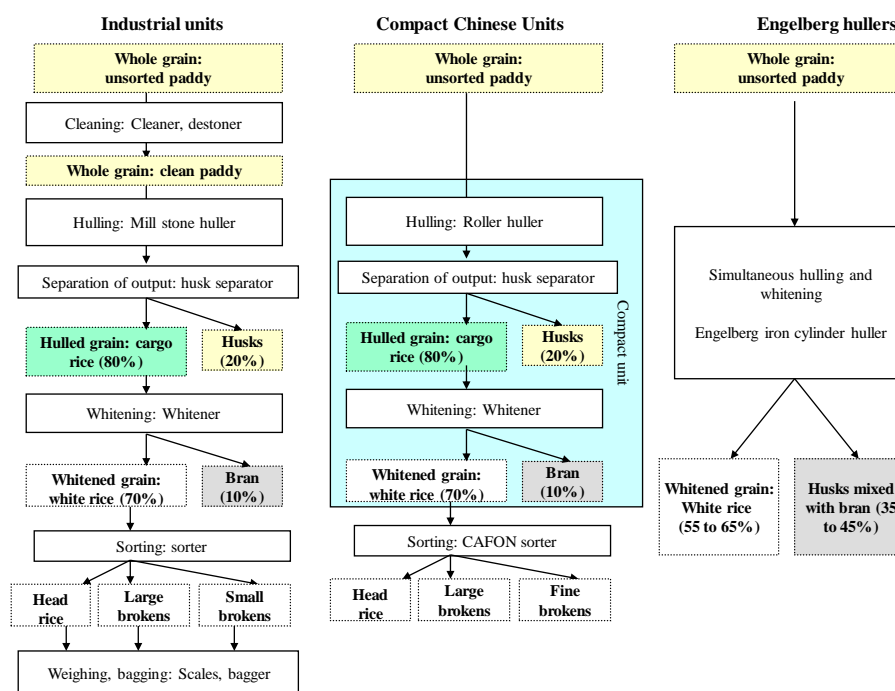 Industrial units
Whole grain:
unsorted paddy
Cleaning: Cleaner, destoner
Whole grain: clean paddy
Hulling: Mill stone huller
Separation of output: husk separator
Hulled grain: cargo
rice (80%)
Husks
(20%)
Whitening: Whitener
Whitened grain:
white rice (70%)
Bran
(10%)
Sorting: sorter
Head
rice
Large
brokens
Small
brokens
Weighing, bagging: Scales, bagger
Compact Chinese Units
Whole grain:
unsorted paddy
Hulling: Roller huller
Separation of output: husk separator
Hulled grain: cargo
rice (80%)
Husks
(20%)
Compact unit
Whitening: Whitener
Whitened grain:
white rice (70%)
Bran
(10%)
Sorting: CAFON sorter
Head
rice
Large
brokens
Fine
brokens
Engelberg hullers
Whole grain:
unsorted paddy
Simultaneous hulling and
whitening
Engelberg iron cylinder huller
Whitened grain:
White rice
(55 to 65%)
Husks mixed
with bran (35
to 45%)